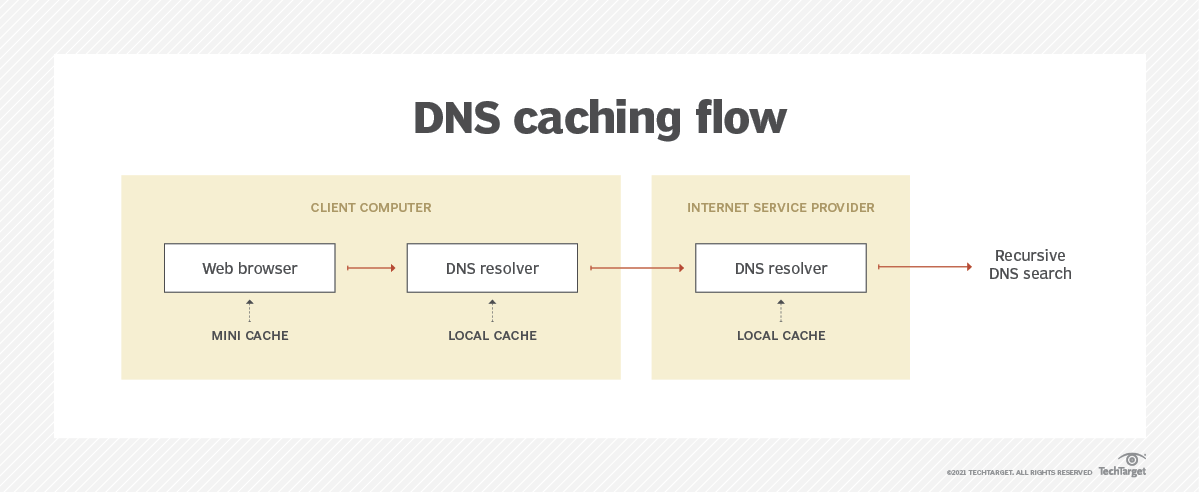 DNS caching flow
CLIENT COMPUTER
INTERNET SERVICE PROVIDER
Web browser
DNS resolver
DNS resolver
Recursive
DNS search
MINI CACHE
LOCAL CACHE
LOCAL CACHE
©2021 TECHTARGET. ALL RIGHTS RESERVED
TechTarget